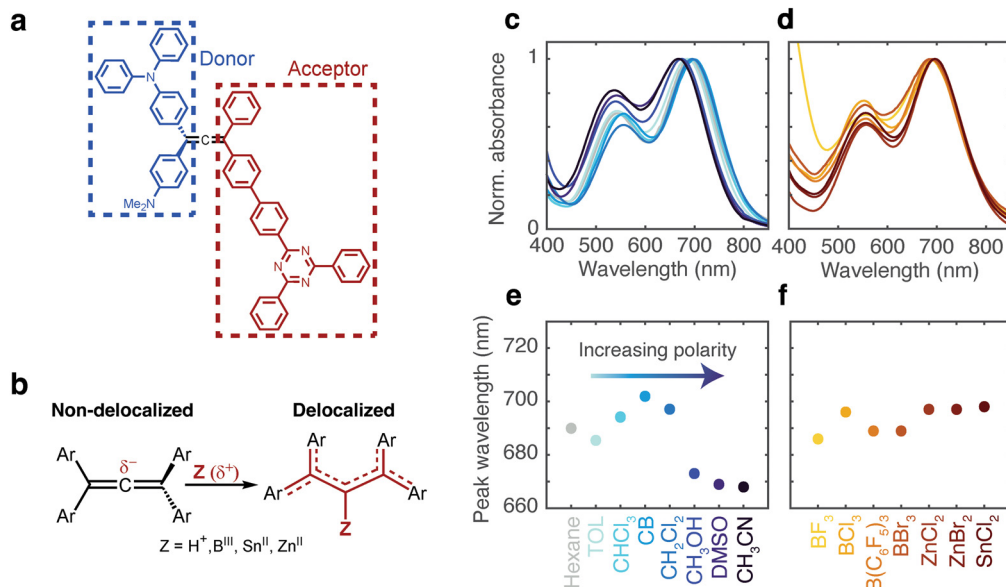 a
Donor
Acceptor
N
C
Me₂N
N
N
N
b
Non-delocalized
Delocalized
Ar
Ar
Ar
Ar
δ⁻
C
Z (δ⁺)
Ar
Ar
Ar
Ar
Z
Z = H⁺,Bᴵᴵᴵ, Snᴵᴵ, Znᴵᴵ
c
Norm. absorbance
1
0
400 500 600 700 800
Wavelength (nm)
d
400 500 600 700 800
Wavelength (nm)
e
Peak wavelength (nm)
720
700
680
660
Increasing polarity
Hexane
TOL
CHCl₃
CB
CH₂Cl₂
CH₃OH
DMSO
CH₃CN
f
BF₃
BCl₃
B(C₆F₅)₃
BBr₃
ZnCl₂
ZnBr₂
SnCl₂